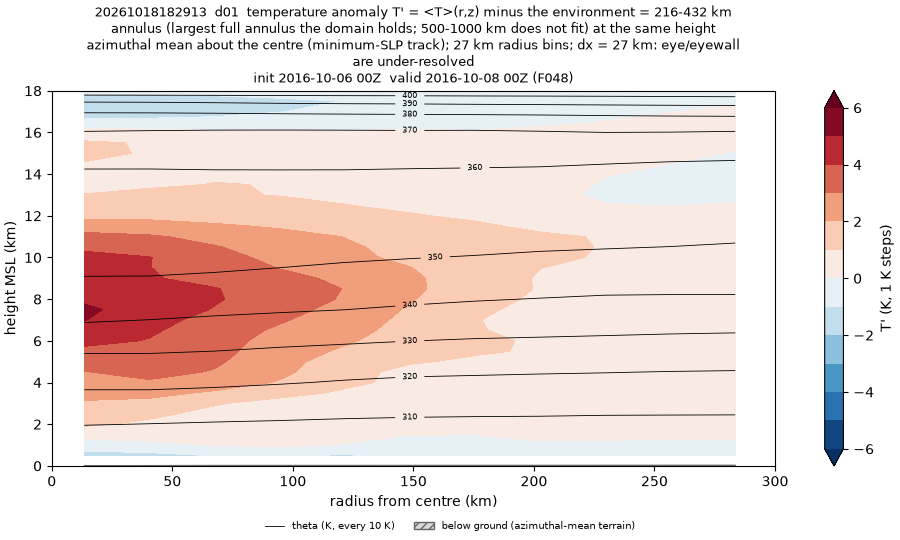 20261018182913  d01  temperature anomaly T' = <T>(r,z) minus the environment = 216-432 km
annulus (largest full annulus the domain holds; 500-1000 km does not fit) at the same height
azimuthal mean about the centre (minimum-SLP track); 27 km radius bins; dx = 27 km: eye/eyewall
are under-resolved
init 2016-10-06 00Z  valid 2016-10-08 00Z (F048)
18
16
14
12
10
8
6
4
2
0
height MSL (km)
400
390
380
370
360
350
340
330
320
310
0 50 100 150 200 250 300
radius from centre (km)
6
4
2
0
−2
−4
−6
T' (K, 1 K steps)
theta (K, every 10 K)
below ground (azimuthal-mean terrain)